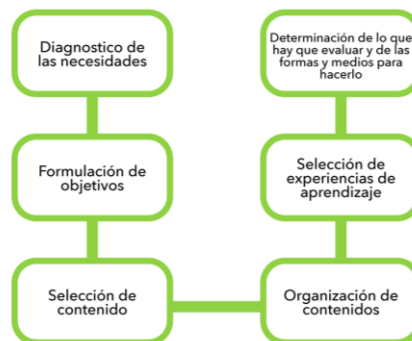 Diagnostico de
las necesidades
Formulación de
objetivos
Selección de
contenido
Organización de
contenidos
Selección de
experiencias de
aprendizaje
Determinación de lo que
hay que evaluar y de las
formas y medios para
hacerlo